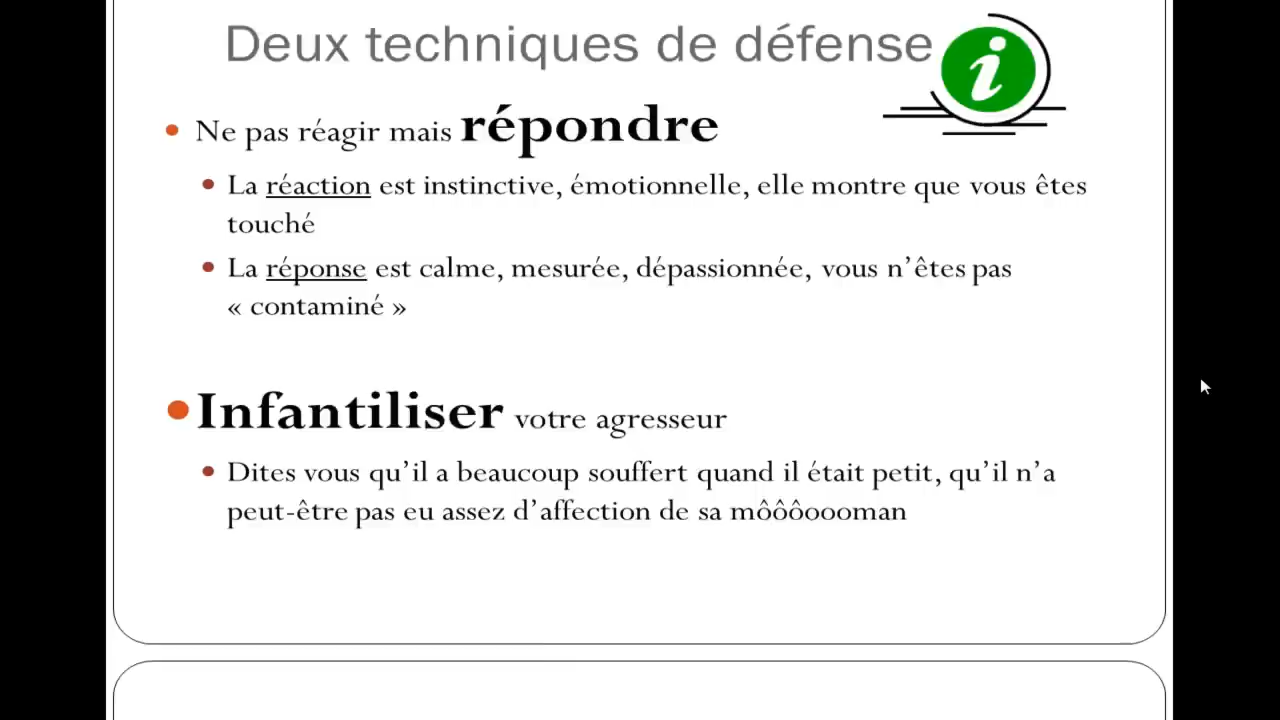 Deux techniques de défense
i
• Ne pas réagir mais répondre
• La réaction est instinctive, émotionnelle, elle montre que vous êtes
touché
• La réponse est calme, mesurée, dépassionnée, vous n’êtes pas
« contaminé »
• Infantiliser votre agresseur
• Dites vous qu’il a beaucoup souffert quand il était petit, qu’il n’a
peut-être pas eu assez d’affection de sa môôôoooman